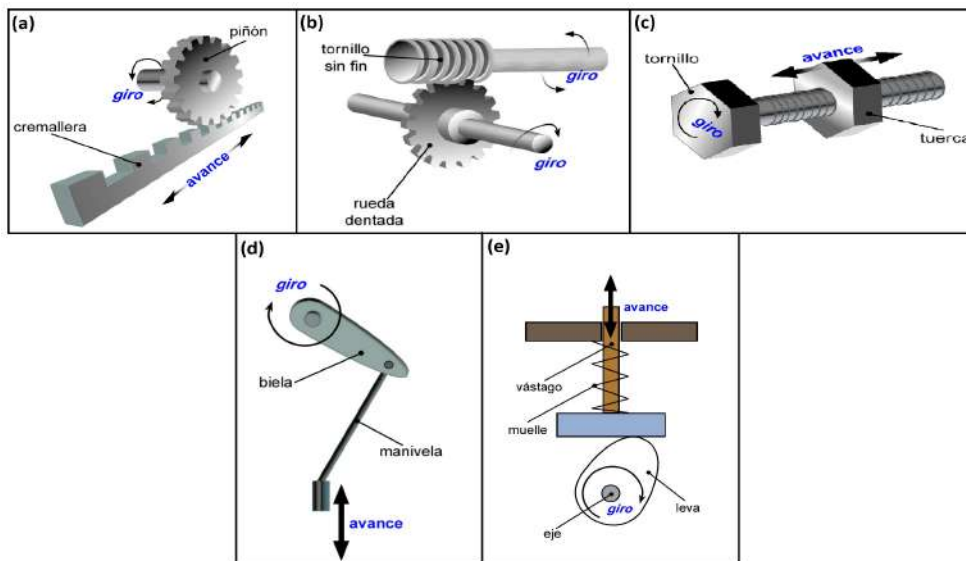 (a)
piñón
giro
cremallera
avance
(b)
tornillo
sin fin
giro
giro
rueda
dentada
(c)
tornillo
avance
giro
tuerca
(d)
giro
biela
manivela
avance
(e)
avance
vástago
muelle
leva
giro
eje